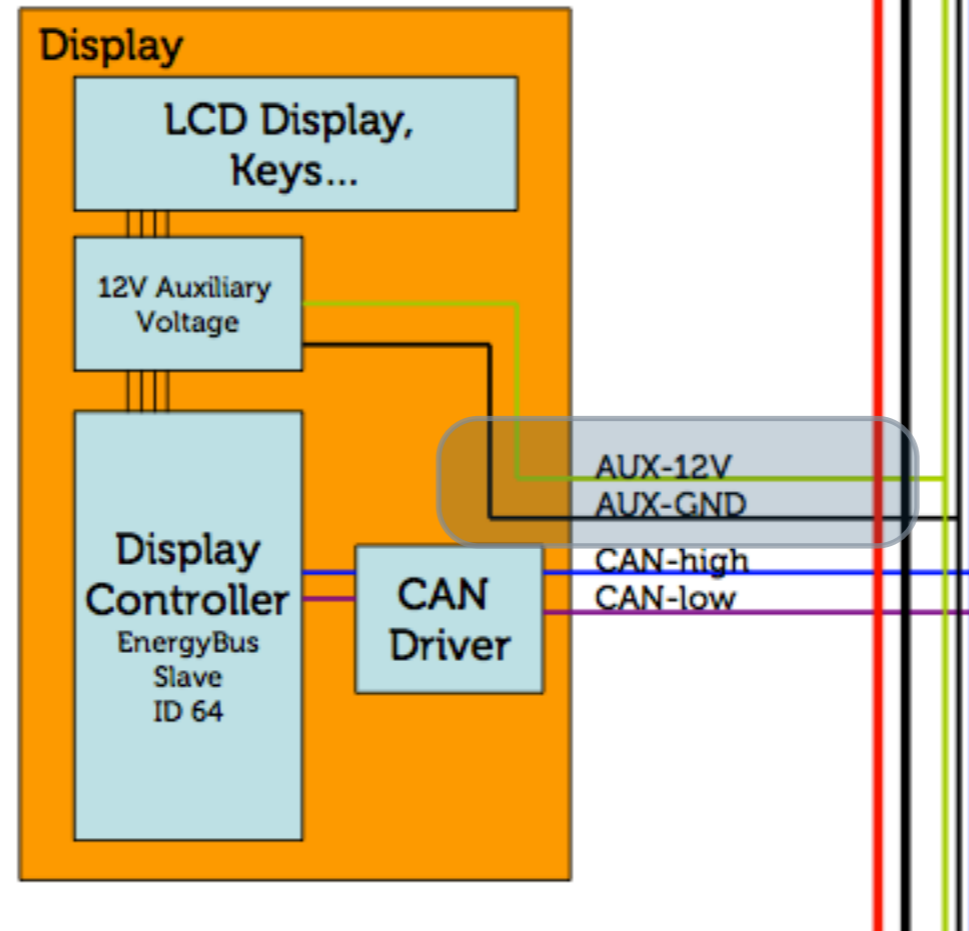 Display
LCD Display,
Keys...
12V Auxiliary
Voltage
AUX-12V
AUX-GND
CAN-high
CAN-low
Display
Controller
EnergyBus
Slave
ID 64
CAN
Driver